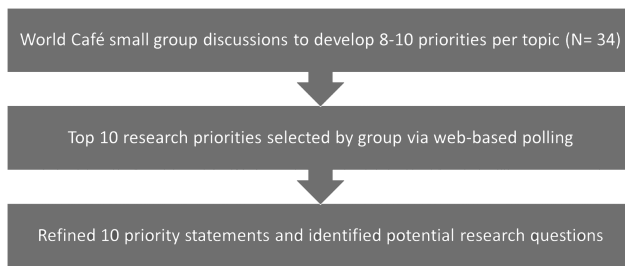 World Café small group discussions to develop 8-10 priorities per topic (N= 34)
Top 10 research priorities selected by group via web-based polling
Refined 10 priority statements and identified potential research questions